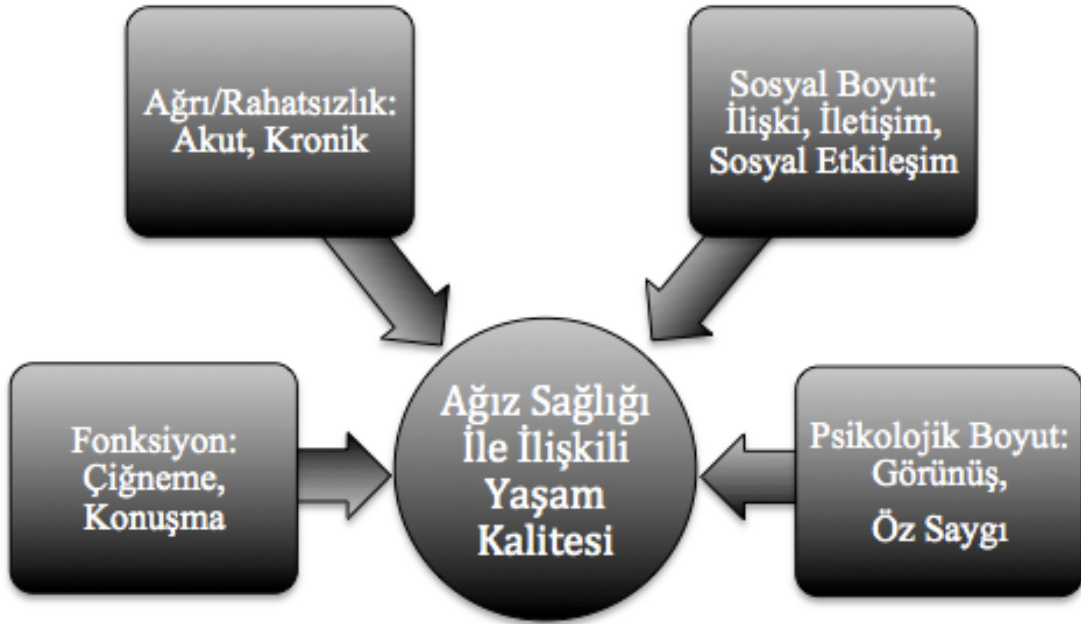 Ağrı/Rahatsızlık:
Akut, Kronik
Sosyal Boyut:
İlişki, İletişim,
Sosyal Etkileşim
Fonksiyon:
Çiğneme,
Konuşma
Ağız Sağlığı
İle İlişkili
Yaşam
Kalitesi
Psikolojik Boyut:
Görünüş,
Öz Saygı